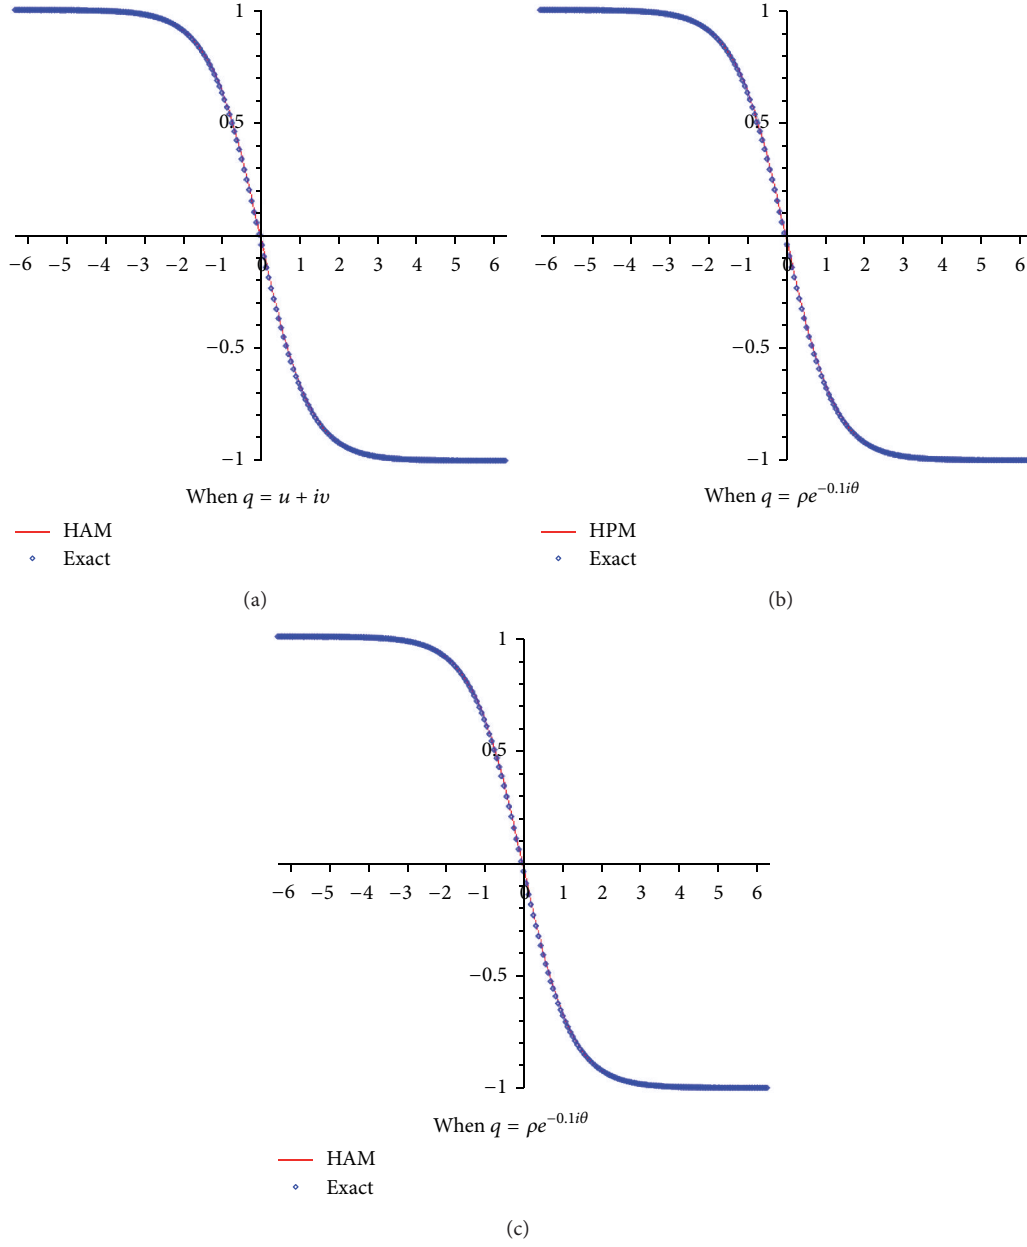 1
0.5
−6 −5 −4 −3 −2 −1 0 1 2 3 4 5 6
−0.5
−1
When q = u + iv
HAM
Exact
(a)
1
0.5
−6 −5 −4 −3 −2 −1 0 1 2 3 4 5 6
−0.5
−1
When q = ρe^{−0.1iθ}
HPM
Exact
(b)
1
0.5
−6 −5 −4 −3 −2 −1 0 1 2 3 4 5 6
−0.5
−1
When q = ρe^{−0.1iθ}
HAM
Exact
(c)